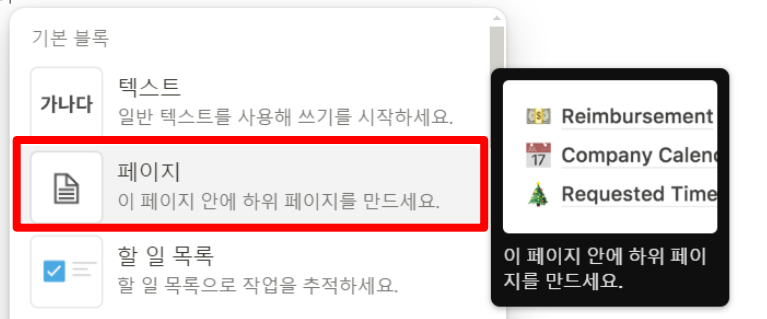 기본 블록
가나다
텍스트
일반 텍스트를 사용해 쓰기를 시작하세요.
페이지
이 페이지 안에 하위 페이지를 만드세요.
할 일 목록
할 일 목록으로 작업을 추적하세요.
Reimbursement
17
Company Calen
Requested Time
이 페이지 안에 하위 페이
지를 만드세요.